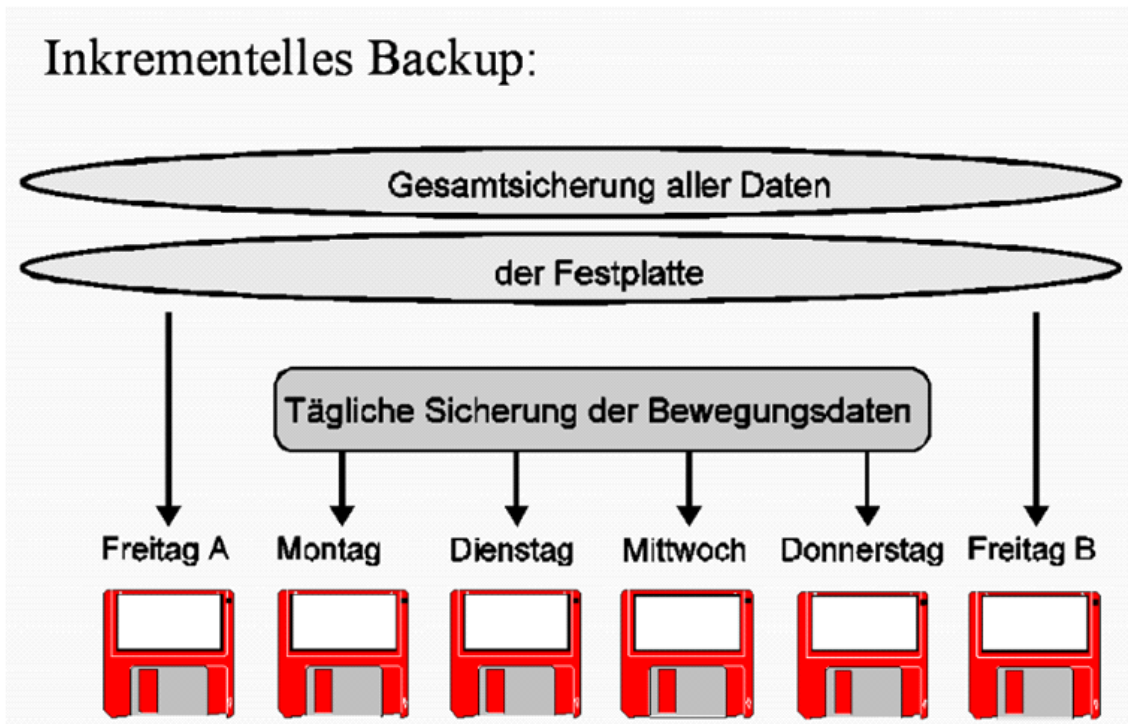 Inkrementelles Backup:
Gesamtsicherung aller Daten
der Festplatte
Tägliche Sicherung der Bewegungsdaten
Freitag A Montag Dienstag Mittwoch Donnerstag Freitag B